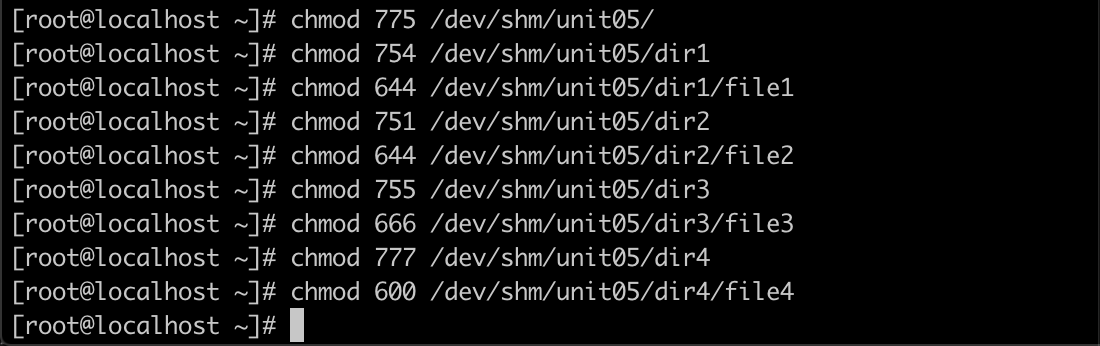 [root@localhost ~]# chmod 775 /dev/shm/unit05/
[root@localhost ~]# chmod 754 /dev/shm/unit05/dir1
[root@localhost ~]# chmod 644 /dev/shm/unit05/dir1/file1
[root@localhost ~]# chmod 751 /dev/shm/unit05/dir2
[root@localhost ~]# chmod 644 /dev/shm/unit05/dir2/file2
[root@localhost ~]# chmod 755 /dev/shm/unit05/dir3
[root@localhost ~]# chmod 666 /dev/shm/unit05/dir3/file3
[root@localhost ~]# chmod 777 /dev/shm/unit05/dir4
[root@localhost ~]# chmod 600 /dev/shm/unit05/dir4/file4
[root@localhost ~]#